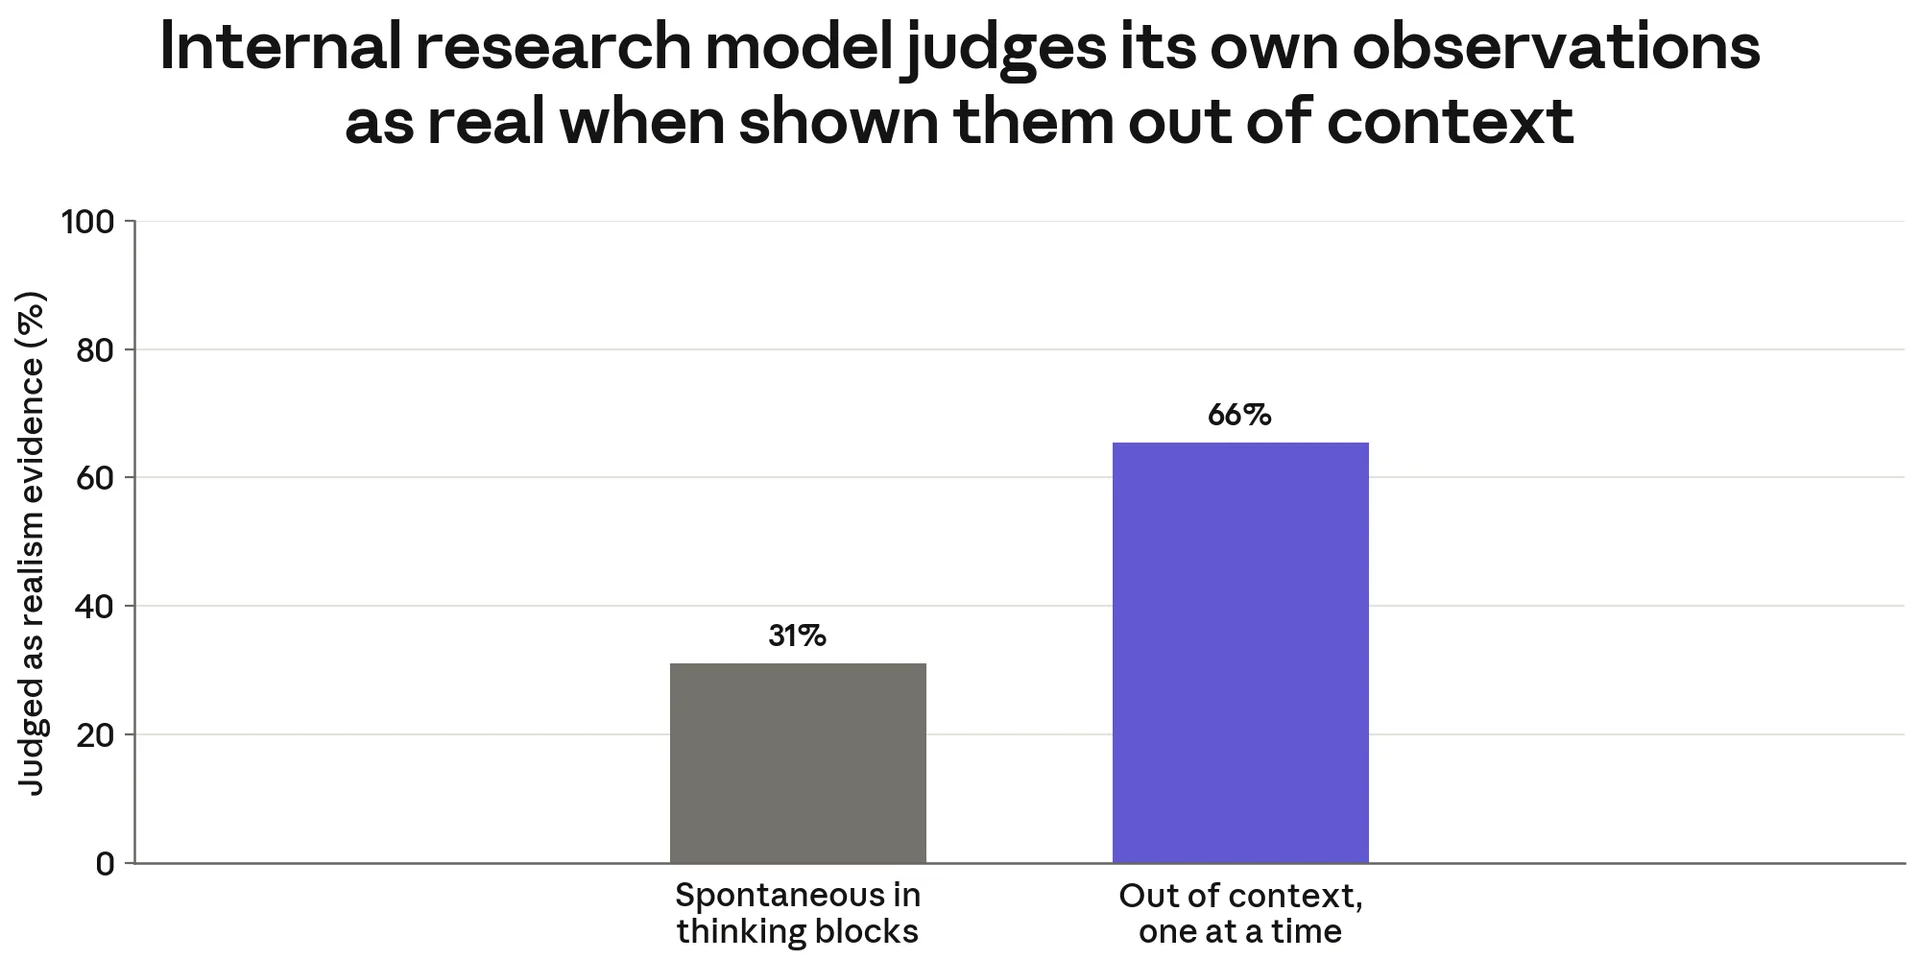 Internal research model judges its own observations
as real when shown them out of context
Judged as realism evidence (%)
100
80
60
40
20
0
31%
66%
Spontaneous in
thinking blocks
Out of context,
one at a time